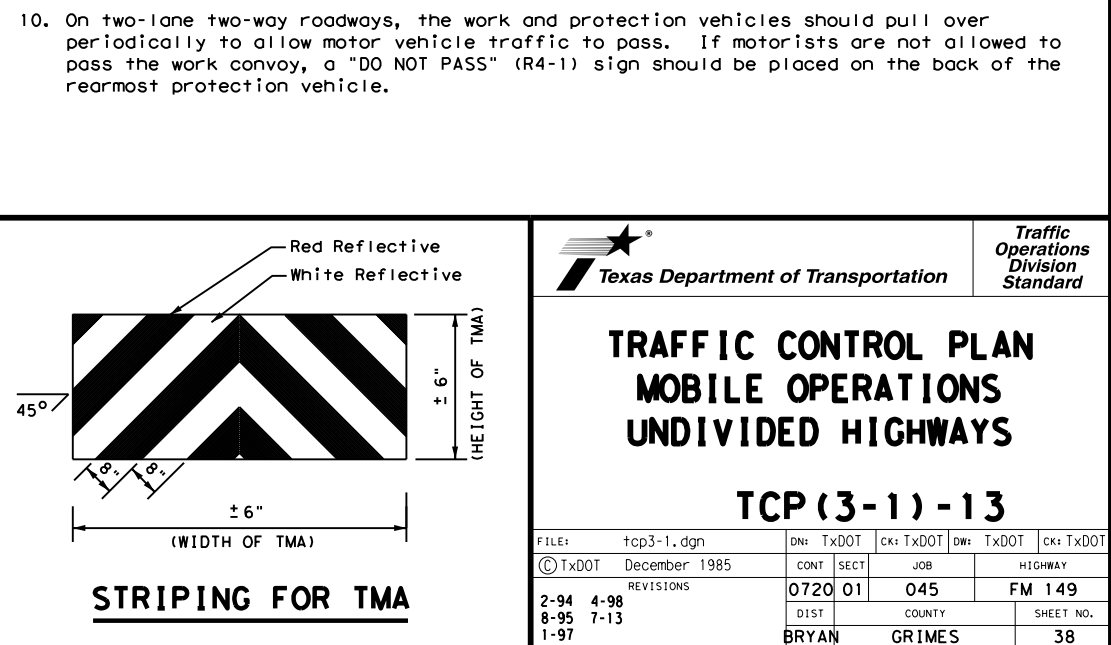 10. On two-lane two-way roadways, the work and protection vehicles should pull over
periodically to allow motor vehicle traffic to pass. If motorists are not allowed to
pass the work convoy, a "DO NOT PASS" (R4-1) sign should be placed on the back of the
rearmost protection vehicle.
Red Reflective
White Reflective
45°
8"
8"
± 6"
(HEIGHT OF TMA)
± 6"
(WIDTH OF TMA)
STRIPING FOR TMA
®
Texas Department of Transportation
Traffic
Operations
Division
Standard
TRAFFIC CONTROL PLAN
MOBILE OPERATIONS
UNDIVIDED HIGHWAYS
TCP(3-1)-13
FILE: tcp3-1.dgn DN: TxDOT CK: TxDOT DW: TxDOT CK: TxDOT
© TxDOT December 1985 CONT SECT JOB HIGHWAY
REVISIONS 0720 01 045 FM 149
2-94 4-98
8-95 7-13 DIST COUNTY SHEET NO.
1-97 BRYAN GRIMES 38